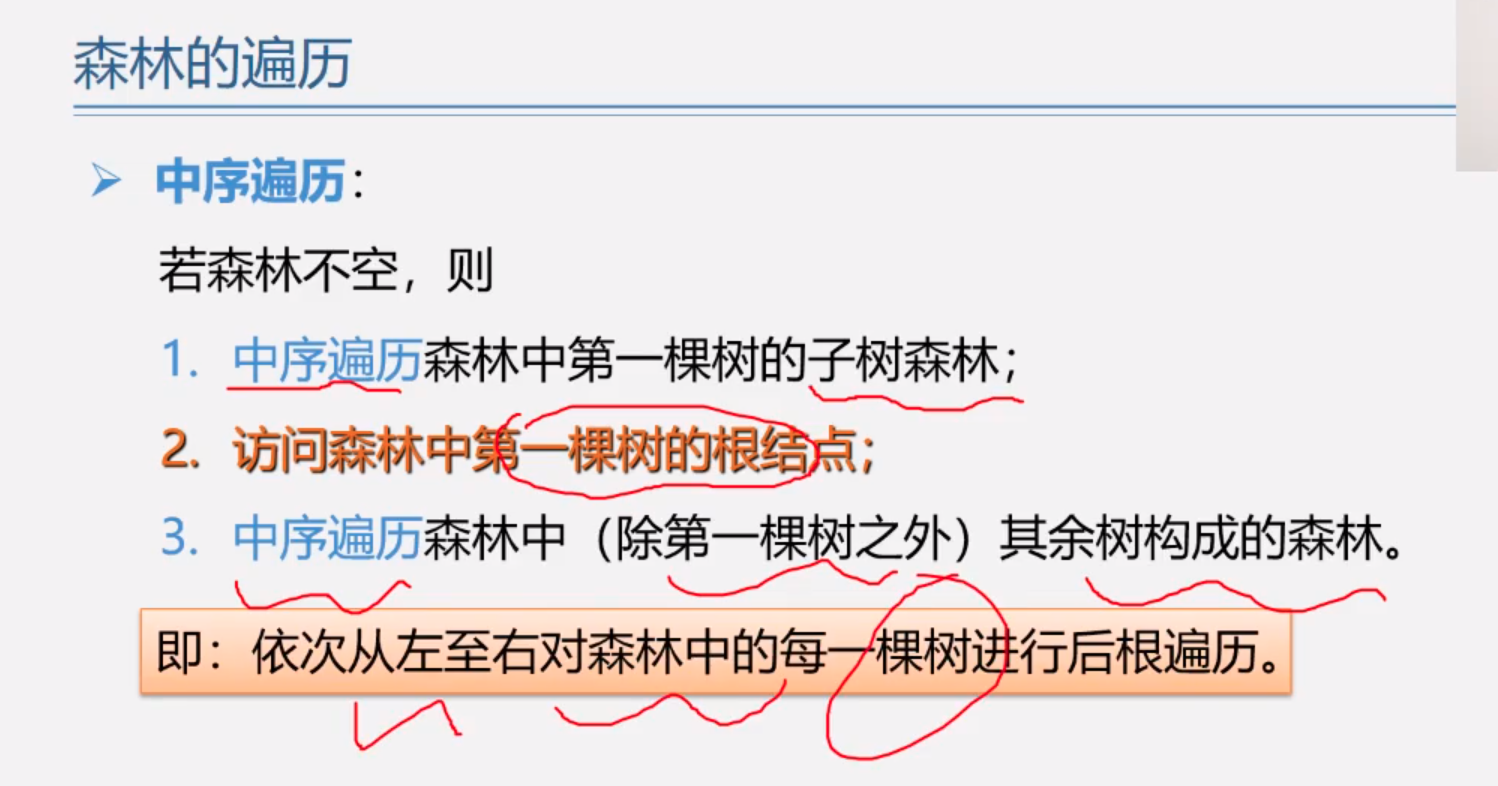 森林的遍历
中序遍历：
若森林不空，则
1. 中序遍历森林中第一棵树的子树森林；
2. 访问森林中第一棵树的根结点；
3. 中序遍历森林中（除第一棵树之外）其余树构成的森林。
即：依次从左至右对森林中的每一棵树进行后根遍历。